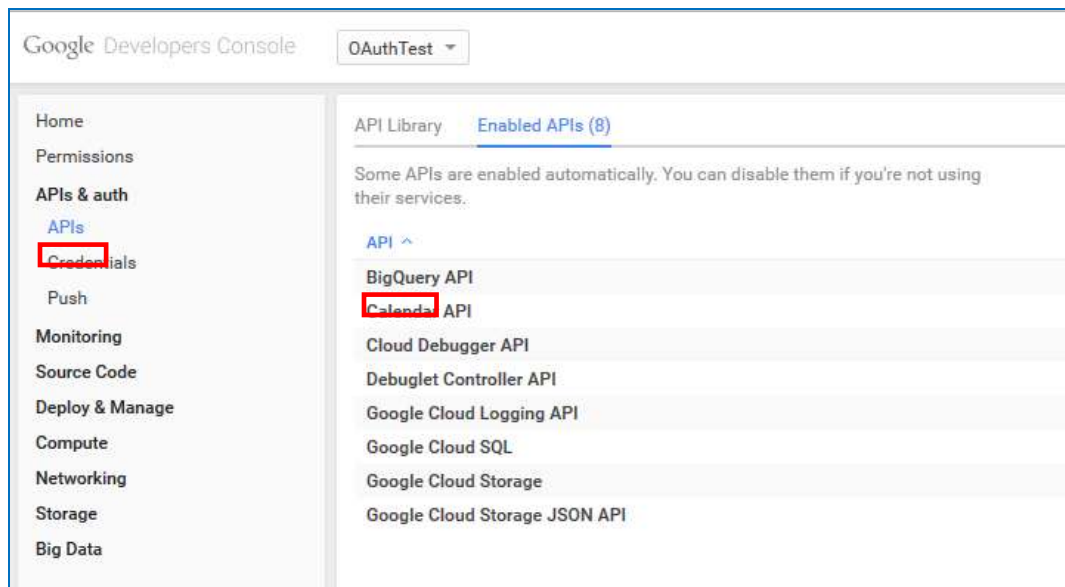 Google Developers Console
OAuthTest
Home
Permissions
APIs & auth
APIs
Credentials
Push
Monitoring
Source Code
Deploy & Manage
Compute
Networking
Storage
Big Data
API Library
Enabled APIs (8)
Some APIs are enabled automatically. You can disable them if you're not using
their services.
API
BigQuery API
Calendar API
Cloud Debugger API
Debuglet Controller API
Google Cloud Logging API
Google Cloud SQL
Google Cloud Storage
Google Cloud Storage JSON API